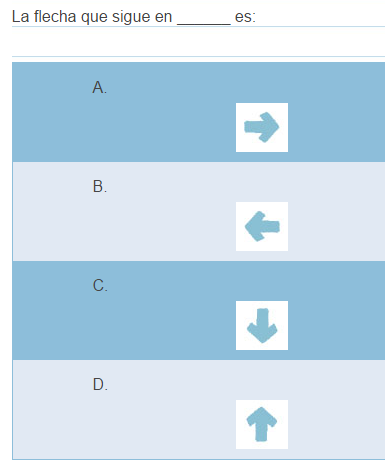 La flecha que sigue en ______ es:
A.
B.
C.
D.